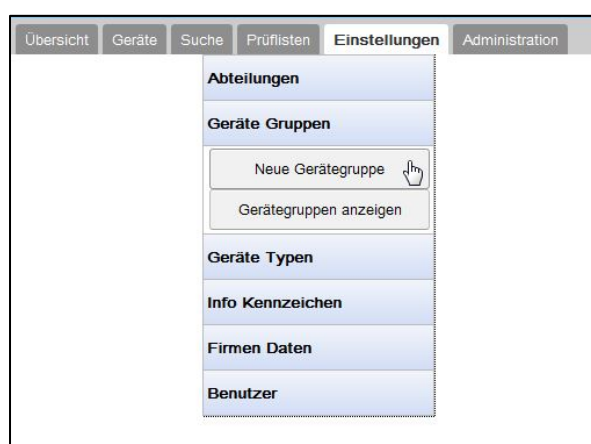 Übersicht Geräte Suche Prüflisten Einstellungen Administration
Abteilungen
Geräte Gruppen
Neue Gerätegruppe
Gerätegruppen anzeigen
Geräte Typen
Info Kennzeichen
Firmen Daten
Benutzer